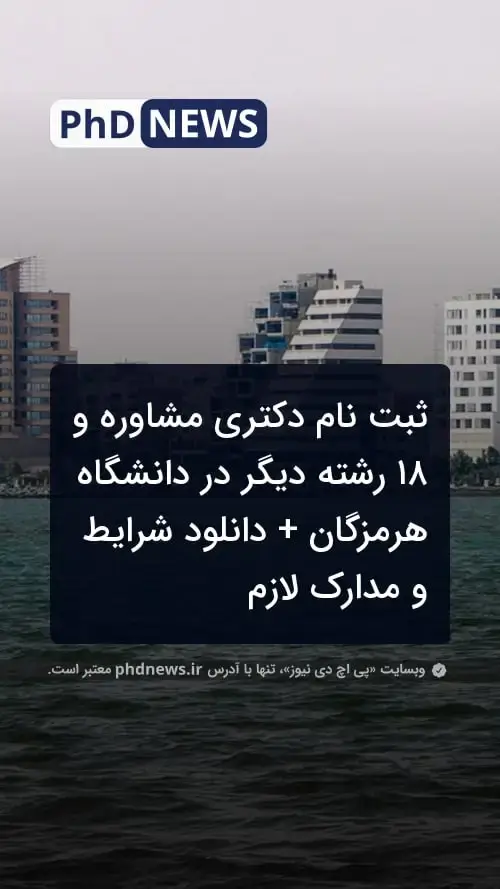 PhD NEWS
ثبت نام دکتری مشاوره و
۱۸ رشته دیگر در دانشگاه
هرمزگان + دانلود شرایط
و مدارک لازم
وبسایت «پی اچ دی نیوز»، تنها با آدرس phdnews.ir معتبر است.